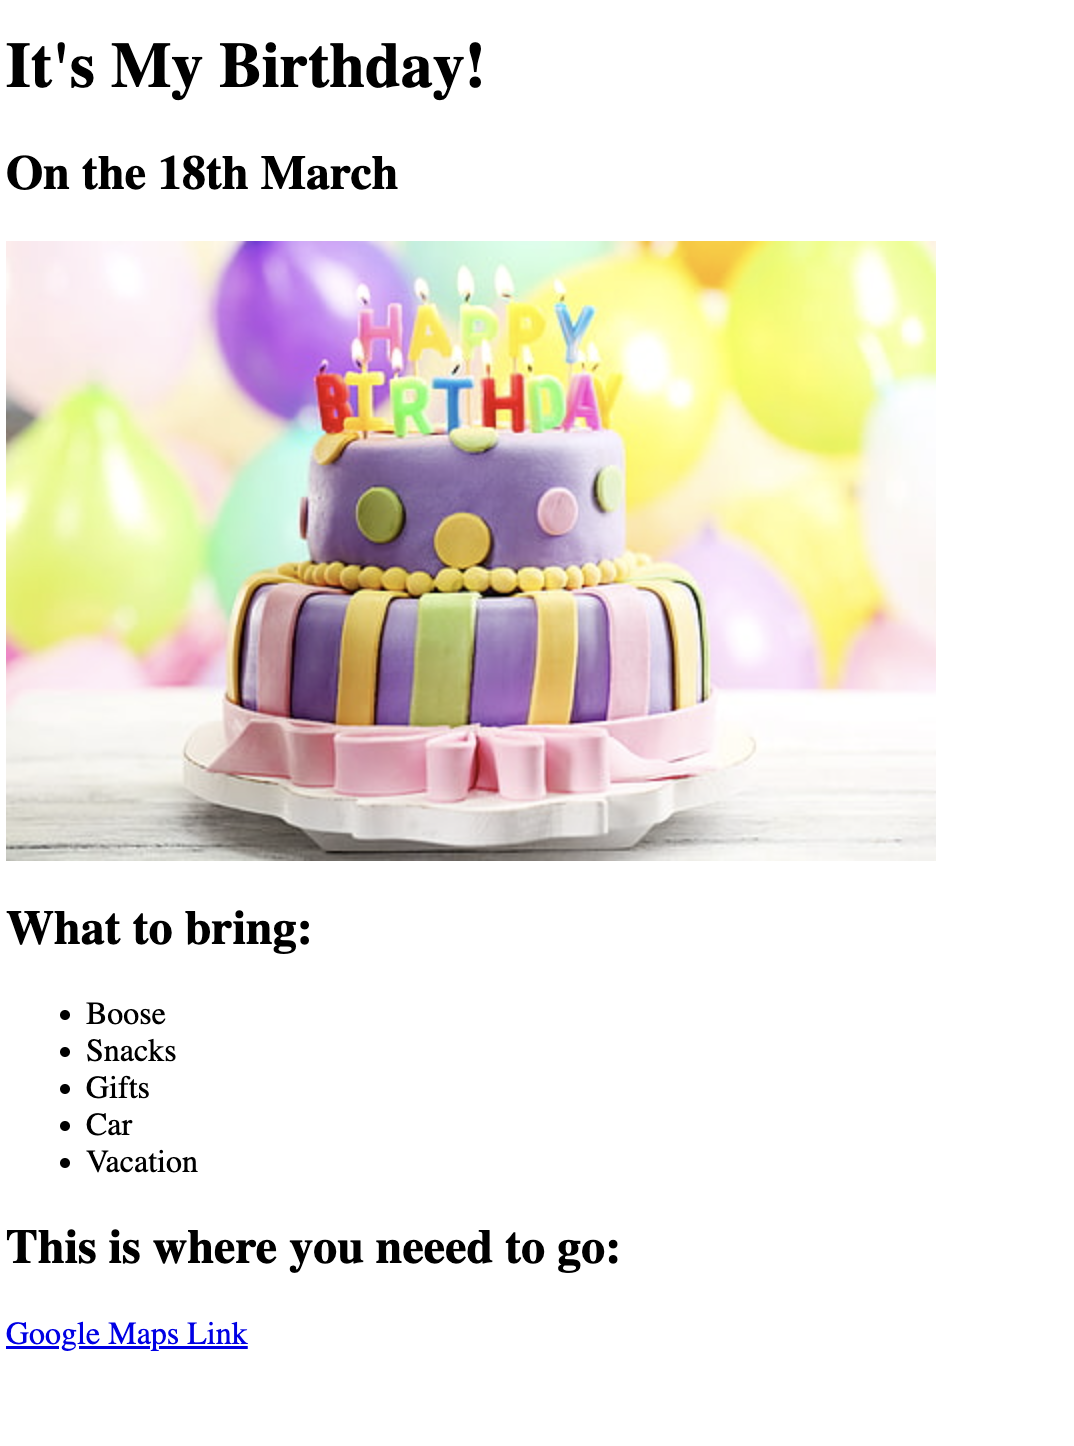 It's My Birthday!
On the 18th March
HAPPY
BIRTHDAY
What to bring:
Boose
Snacks
Gifts
Car
Vacation
This is where you neeed to go:
Google Maps Link